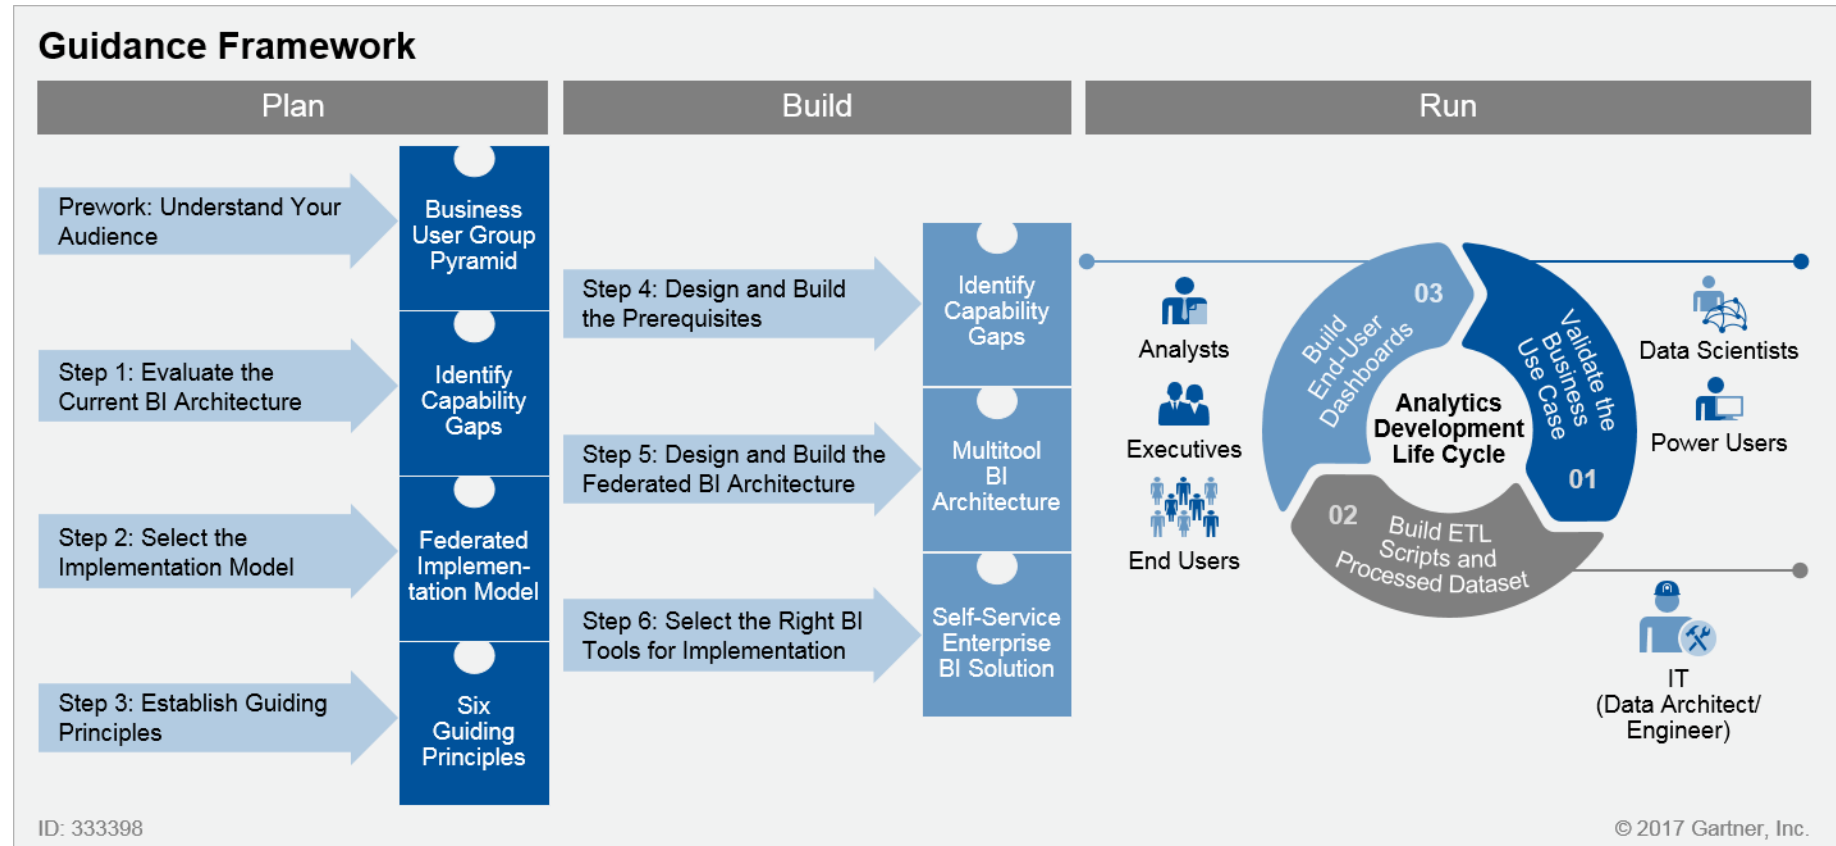 Guidance Framework
Plan
Build
Run
Prework: Understand Your
Audience
Business
User Group
Pyramid
Step 1: Evaluate the
Current BI Architecture
Identify
Capability
Gaps
Step 2: Select the
Implementation Model
Federated
Implemen-
tation Model
Step 3: Establish Guiding
Principles
Six
Guiding
Principles
Step 4: Design and Build
the Prerequisites
Identify
Capability
Gaps
Step 5: Design and Build the
Federated BI Architecture
Multitool
BI
Architecture
Step 6: Select the Right BI
Tools for Implementation
Self-Service
Enterprise
BI Solution
Analysts
Executives
End Users
03
Build
End-User
Dashboards
Validate the
Business
Use Case
01
Analytics
Development
Life Cycle
02
Build ETL
Scripts and
Processed Dataset
Data Scientists
Power Users
IT
(Data Architect/
Engineer)
ID: 333398
© 2017 Gartner, Inc.